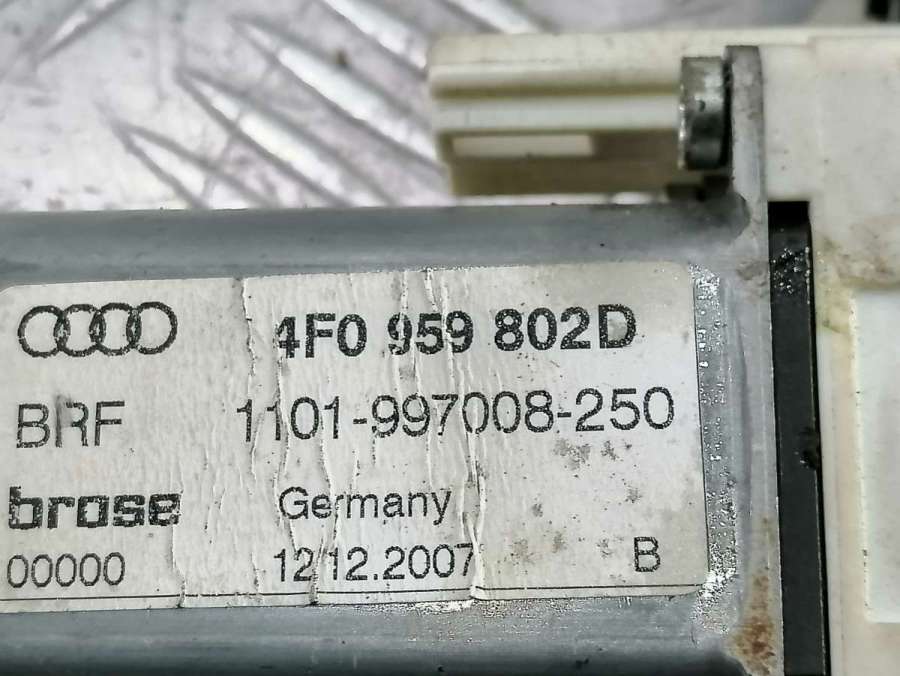 4F0 959 802D
BRF 1101-997008-250
brose Germany
00000 12/12.2007 B